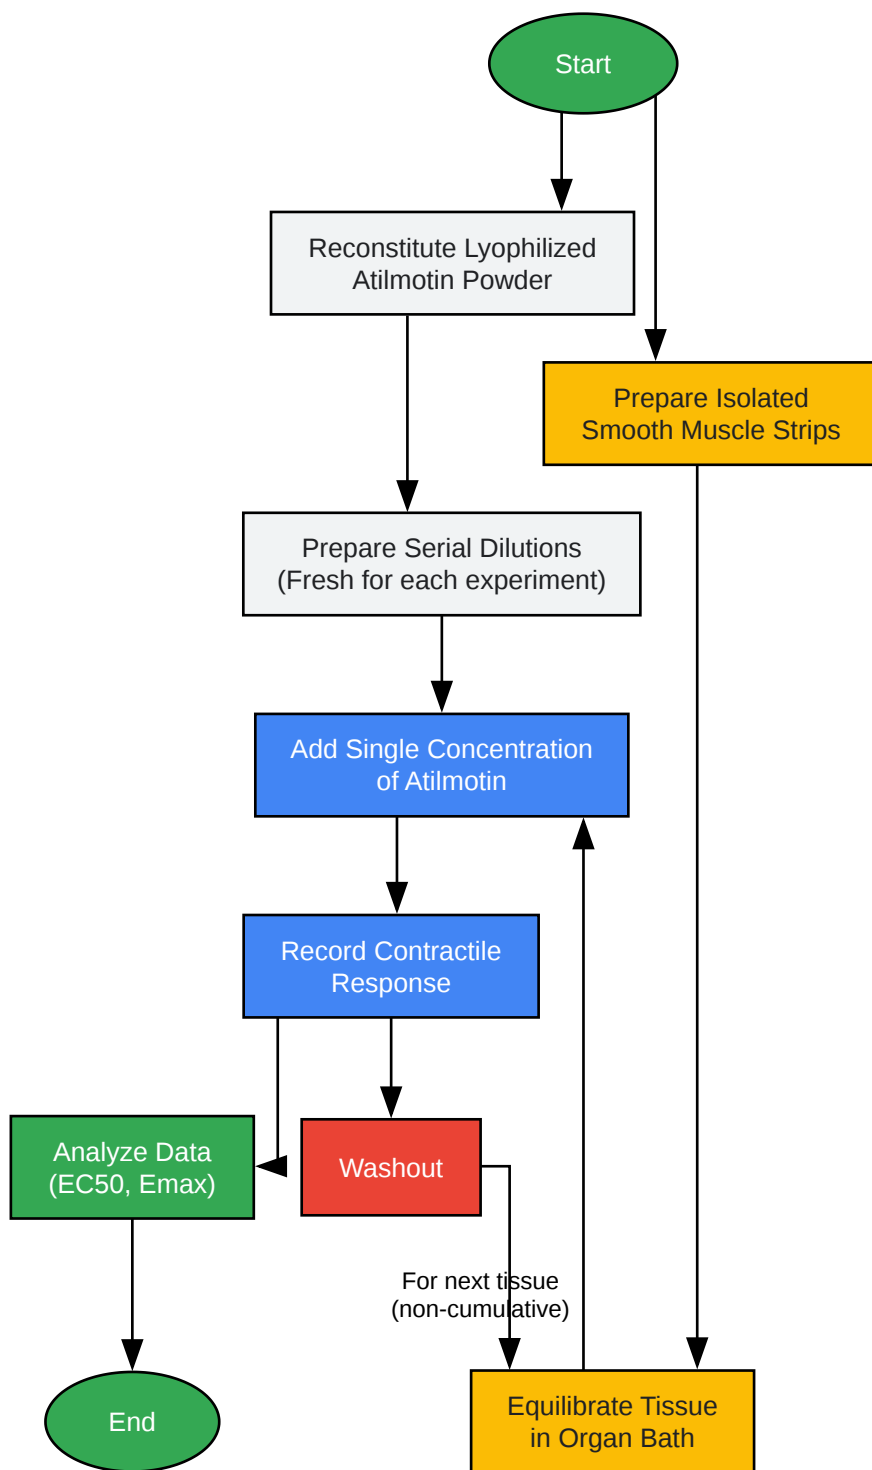 Start
Reconstitute Lyophilized
Atilmotin Powder
Prepare Isolated
Smooth Muscle Strips
Prepare Serial Dilutions
(Fresh for each experiment)
Add Single Concentration
of Atilmotin
Record Contractile
Response
Analyze Data
(EC50, Emax)
Washout
For next tissue
(non-cumulative)
End
Equilibrate Tissue
in Organ Bath